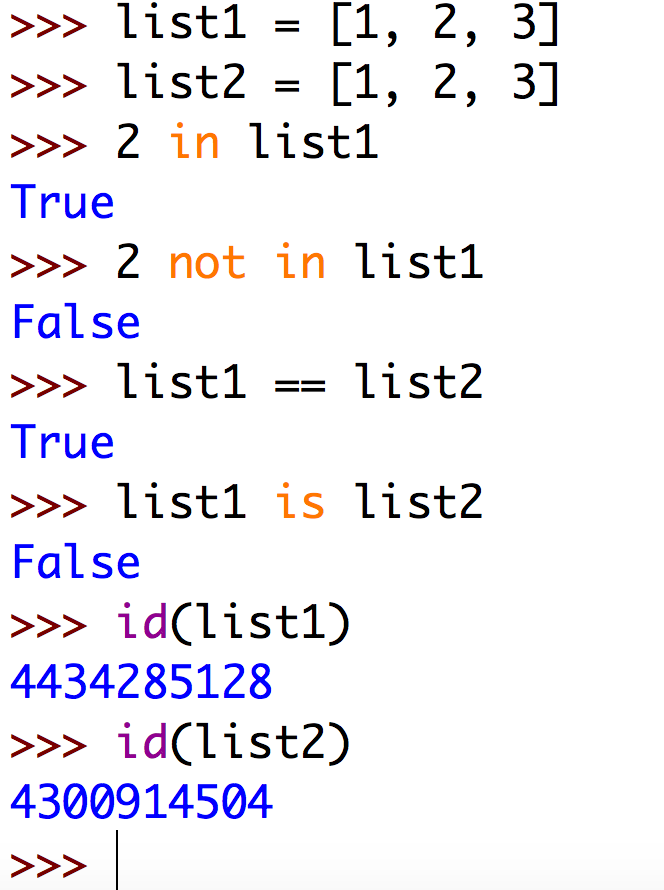 >>> list1 = [1, 2, 3]
>>> list2 = [1, 2, 3]
>>> 2 in list1
True
>>> 2 not in list1
False
>>> list1 == list2
True
>>> list1 is list2
False
>>> id(list1)
4434285128
>>> id(list2)
4300914504
>>>